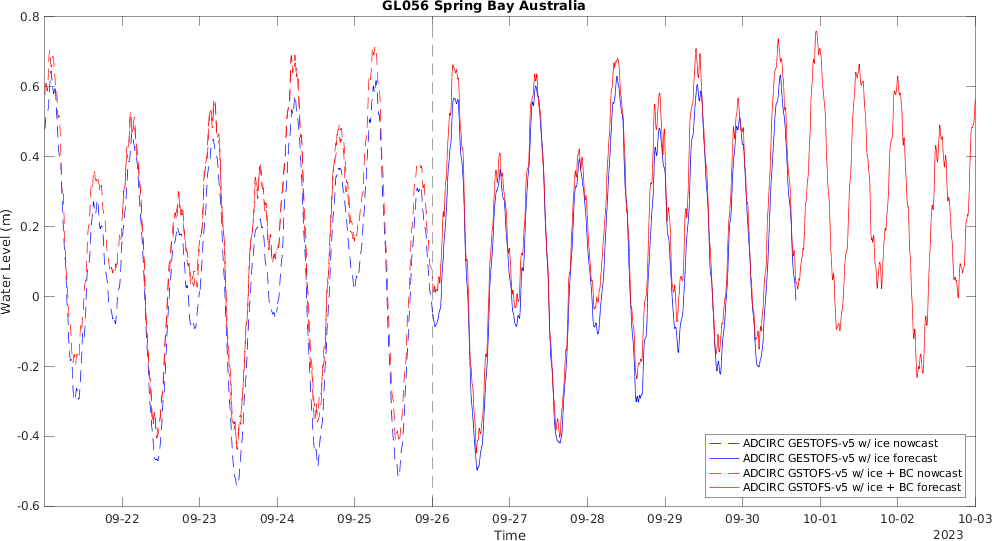 GL056 Spring Bay Australia
0.8
0.6
0.4
0.2
0
-0.2
-0.4
-0.6
Water Level (m)
ADCIRC GESTOFS-v5 w/ ice nowcast
ADCIRC GESTOFS-v5 w/ ice forecast
ADCIRC GSTOFS-v5 w/ ice + BC nowcast
ADCIRC GSTOFS-v5 w/ ice + BC forecast
09-22 09-23 09-24 09-25 09-26 09-27 09-28 09-29 09-30 10-01 10-02 10-03
Time
2023